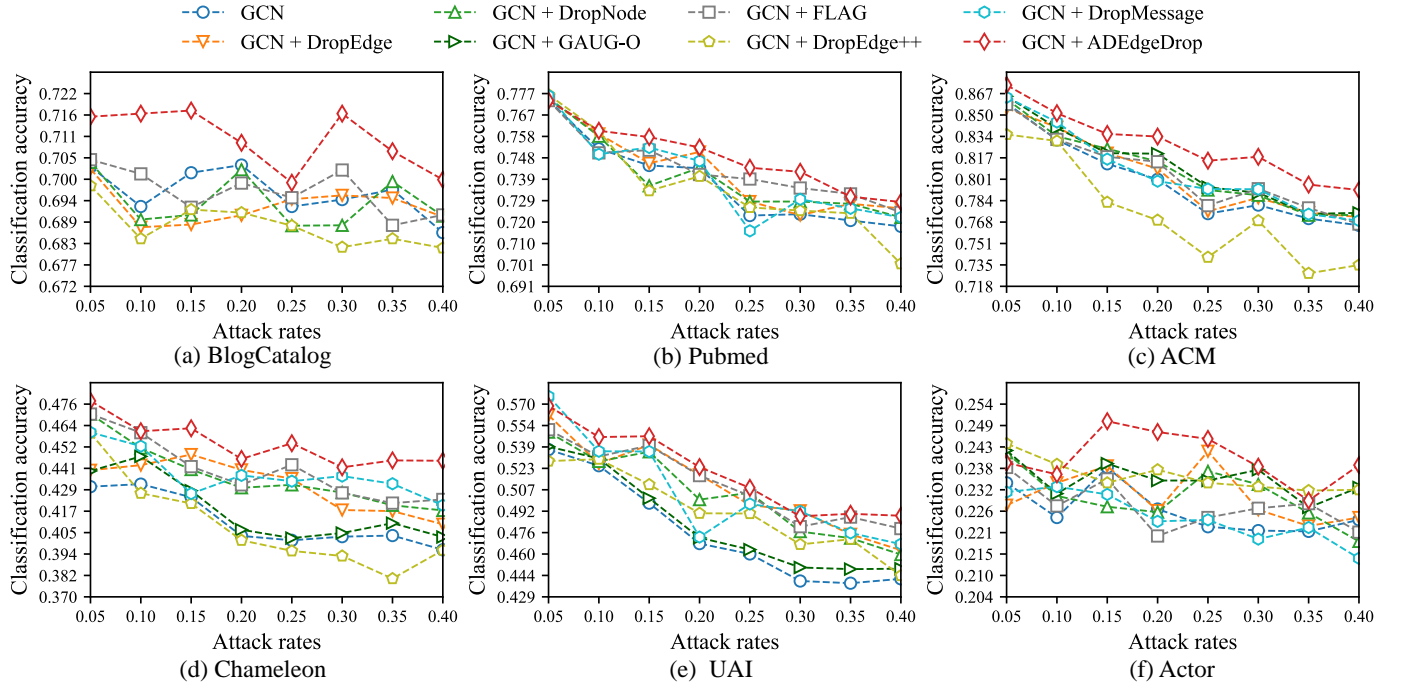 GCN
GCN + DropNode
GCN + FLAG
GCN + DropMessage
GCN + DropEdge
GCN + GAUG-O
GCN + DropEdge++
GCN + ADEdgeDrop
Classification accuracy
0.722
0.716
0.711
0.705
0.700
0.694
0.689
0.683
0.677
0.672
0.05 0.10 0.15 0.20 0.25 0.30 0.35 0.40
Attack rates
(a) BlogCatalog
Classification accuracy
0.777
0.767
0.758
0.748
0.739
0.729
0.720
0.710
0.701
0.691
0.05 0.10 0.15 0.20 0.25 0.30 0.35 0.40
Attack rates
(b) Pubmed
Classification accuracy
0.867
0.850
0.834
0.817
0.801
0.784
0.768
0.751
0.735
0.718
0.05 0.10 0.15 0.20 0.25 0.30 0.35 0.40
Attack rates
(c) ACM
Classification accuracy
0.476
0.464
0.453
0.441
0.429
0.417
0.405
0.394
0.382
0.370
0.05 0.10 0.15 0.20 0.25 0.30 0.35 0.40
Attack rates
(d) Chameleon
Classification accuracy
0.570
0.554
0.539
0.523
0.507
0.492
0.476
0.460
0.444
0.429
0.05 0.10 0.15 0.20 0.25 0.30 0.35 0.40
Attack rates
(e) UAI
Classification accuracy
0.254
0.249
0.243
0.238
0.232
0.226
0.221
0.215
0.210
0.204
0.05 0.10 0.15 0.20 0.25 0.30 0.35 0.40
Attack rates
(f) Actor